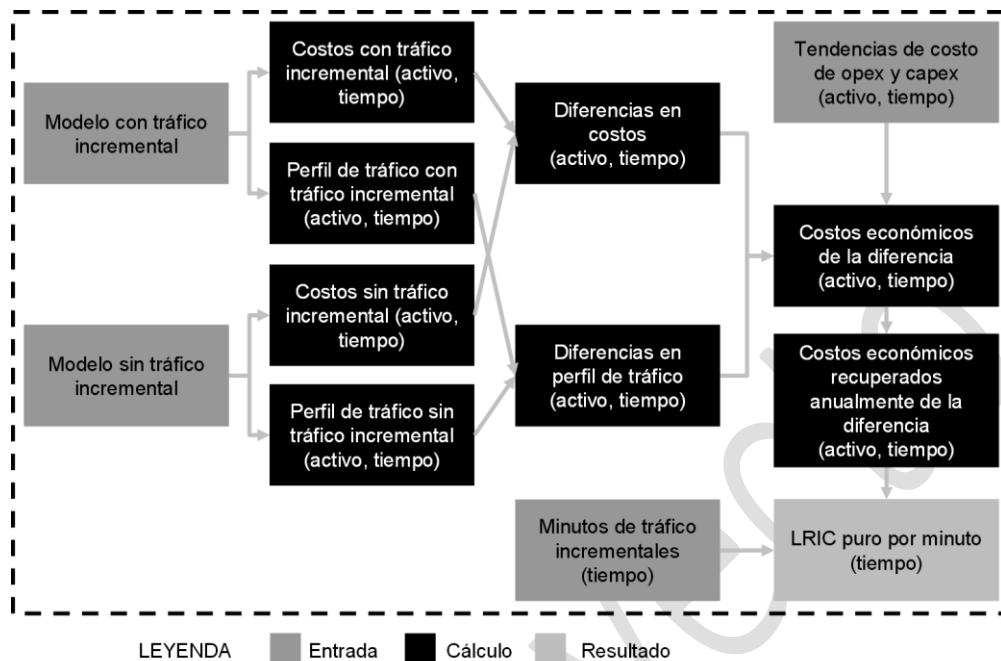 Modelo con tráfico
incremental
Modelo sin tráfico
incremental
Costos con tráfico
incremental (activo,
tiempo)
Perfil de tráfico con
tráfico incremental
(activo, tiempo)
Costos sin tráfico
incremental (activo,
tiempo)
Perfil de tráfico sin
tráfico incremental
(activo, tiempo)
Diferencias en
costos
(activo, tiempo)
Diferencias en
perfil de tráfico
(activo, tiempo)
Minutos de tráfico
incrementales
(tiempo)
Tendencias de costo
de opex y capex
(activo, tiempo)
Costos económicos
de la diferencia
(activo, tiempo)
Costos económicos
recuperados
anualmente de la
diferencia
(activo, tiempo)
LRIC puro por minuto
(tiempo)
LEYENDA Entrada Cálculo Resultado